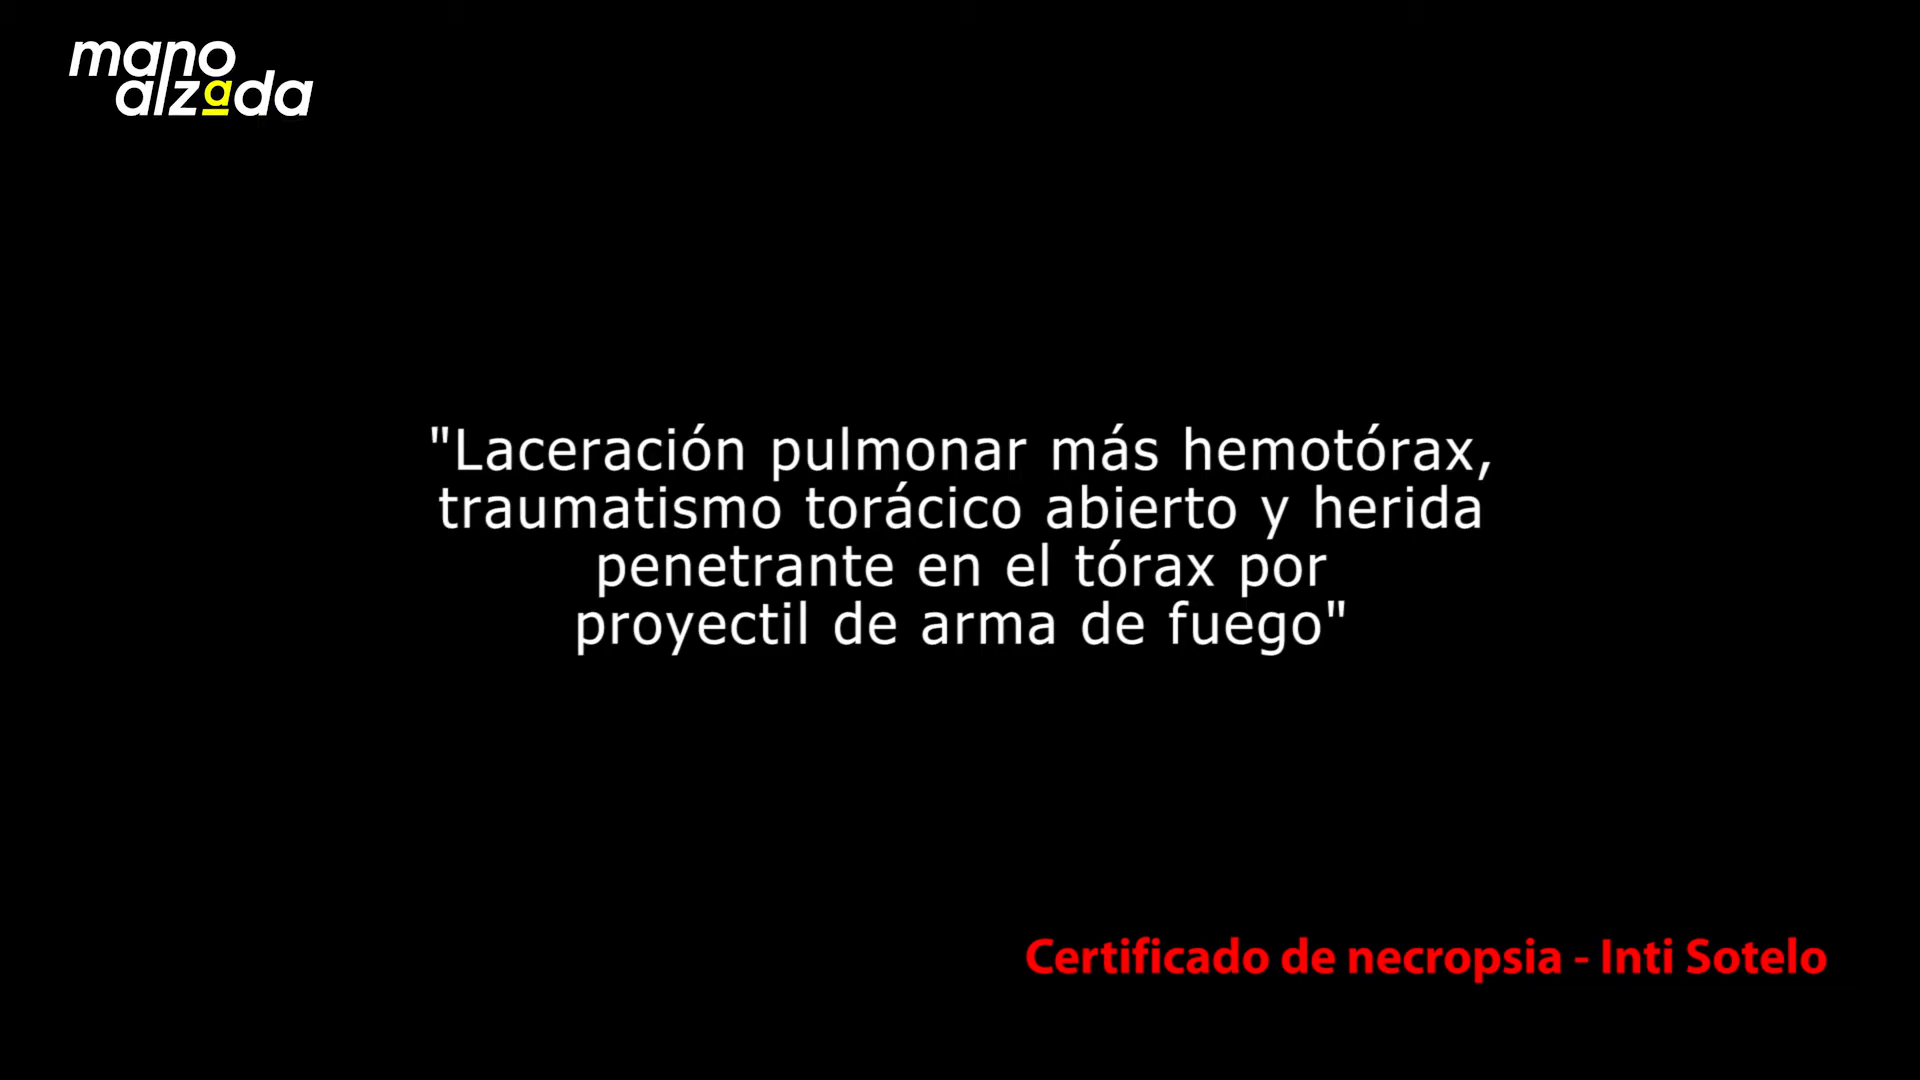 mano
alzada
"Laceración pulmonar más hemotórax,
traumatismo torácico abierto y herida
penetrante en el tórax por
proyectil de arma de fuego"
Certificado de necropsia - Inti Sotelo